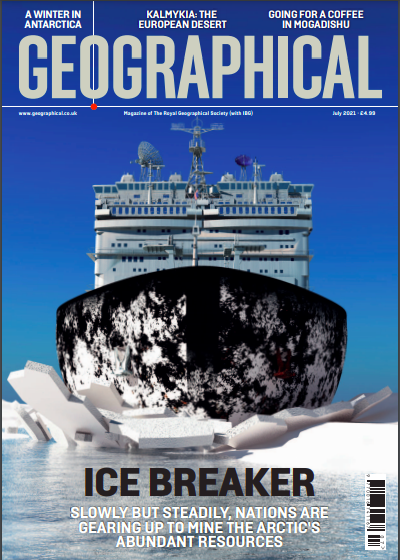 A WINTER IN
ANTARCTICA
KALMYKIA: THE
EUROPEAN DESERT
GOING FOR A COFFEE
IN MOGADISHU
GEOGRAPHICAL
www.geographical.co.uk
Magazine of The Royal Geographical Society (with IBG)
July 2021 · £4.99
ICE BREAKER
SLOWLY BUT STEADILY, NATIONS ARE
GEARING UP TO MINE THE ARCTIC'S
ABUNDANT RESOURCES